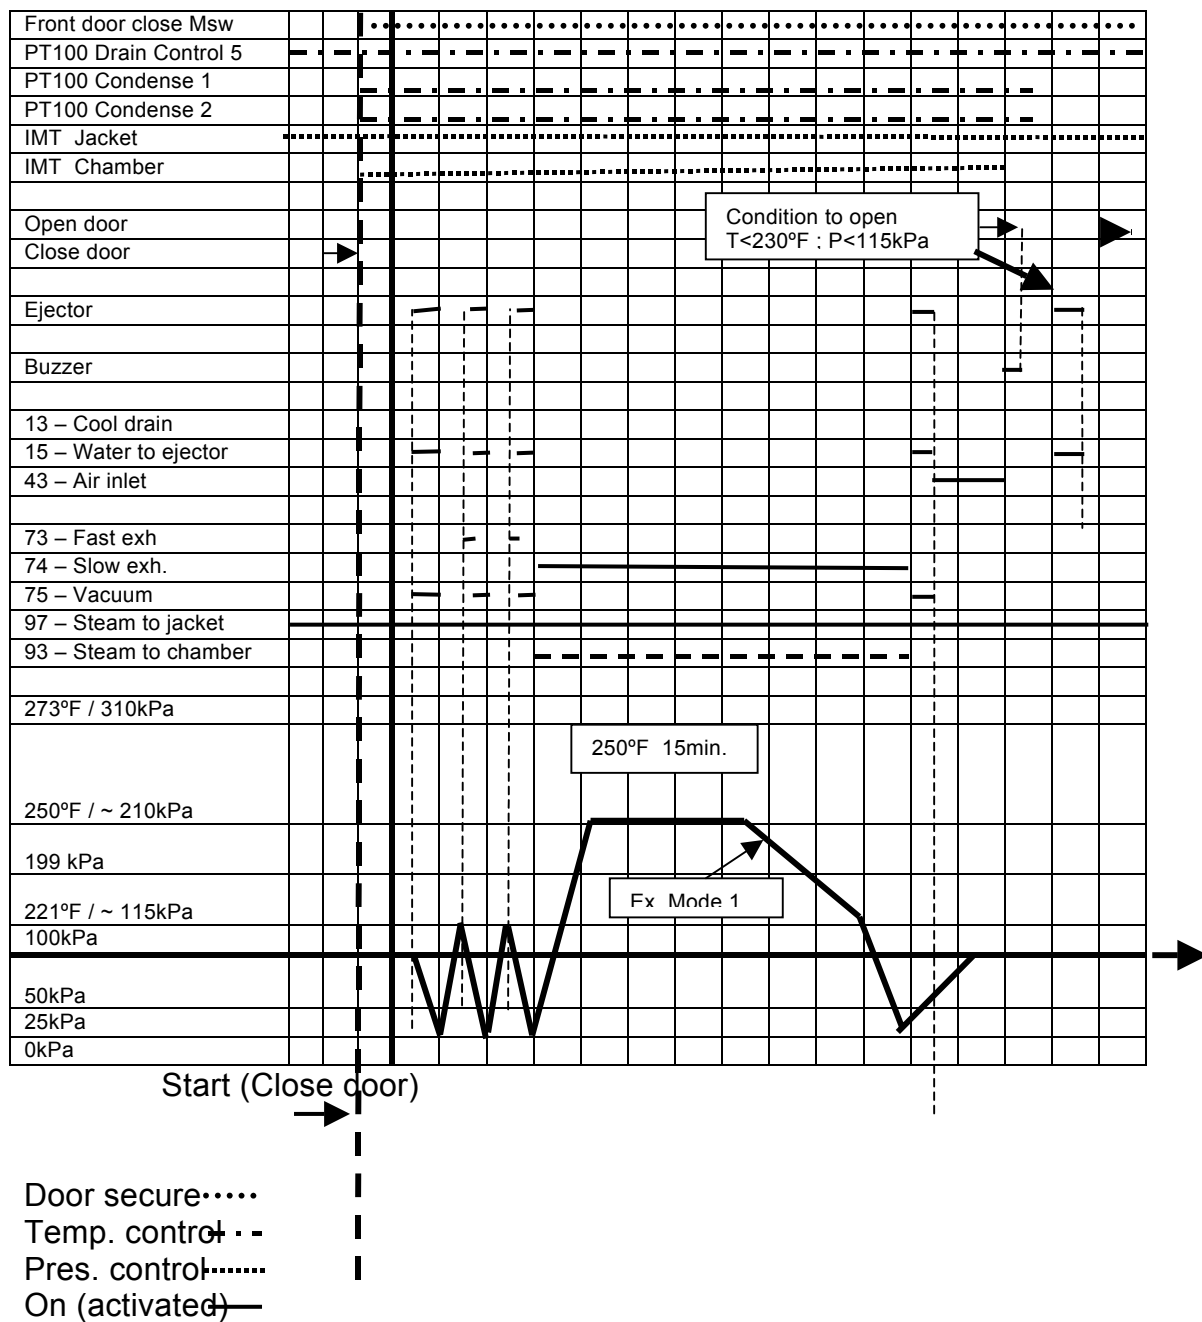 Front door close Msw
PT100 Drain Control 5
PT100 Condense 1
PT100 Condense 2
IMT Jacket
IMT Chamber
Condition to open
T<230ºF ; P<115kPa
Open door
Close door
Ejector
Buzzer
13 – Cool drain
15 – Water to ejector
43 – Air inlet
73 – Fast exh
74 – Slow exh.
75 – Vacuum
97 – Steam to jacket
93 – Steam to chamber
273ºF / 310kPa
250ºF 15min.
250ºF / ~ 210kPa
199 kPa
Ex. Mode 1
221ºF / ~ 115kPa
100kPa
50kPa
25kPa
0kPa
Start (Close door)
Door secure
Temp. control
Pres. control
On (activated)